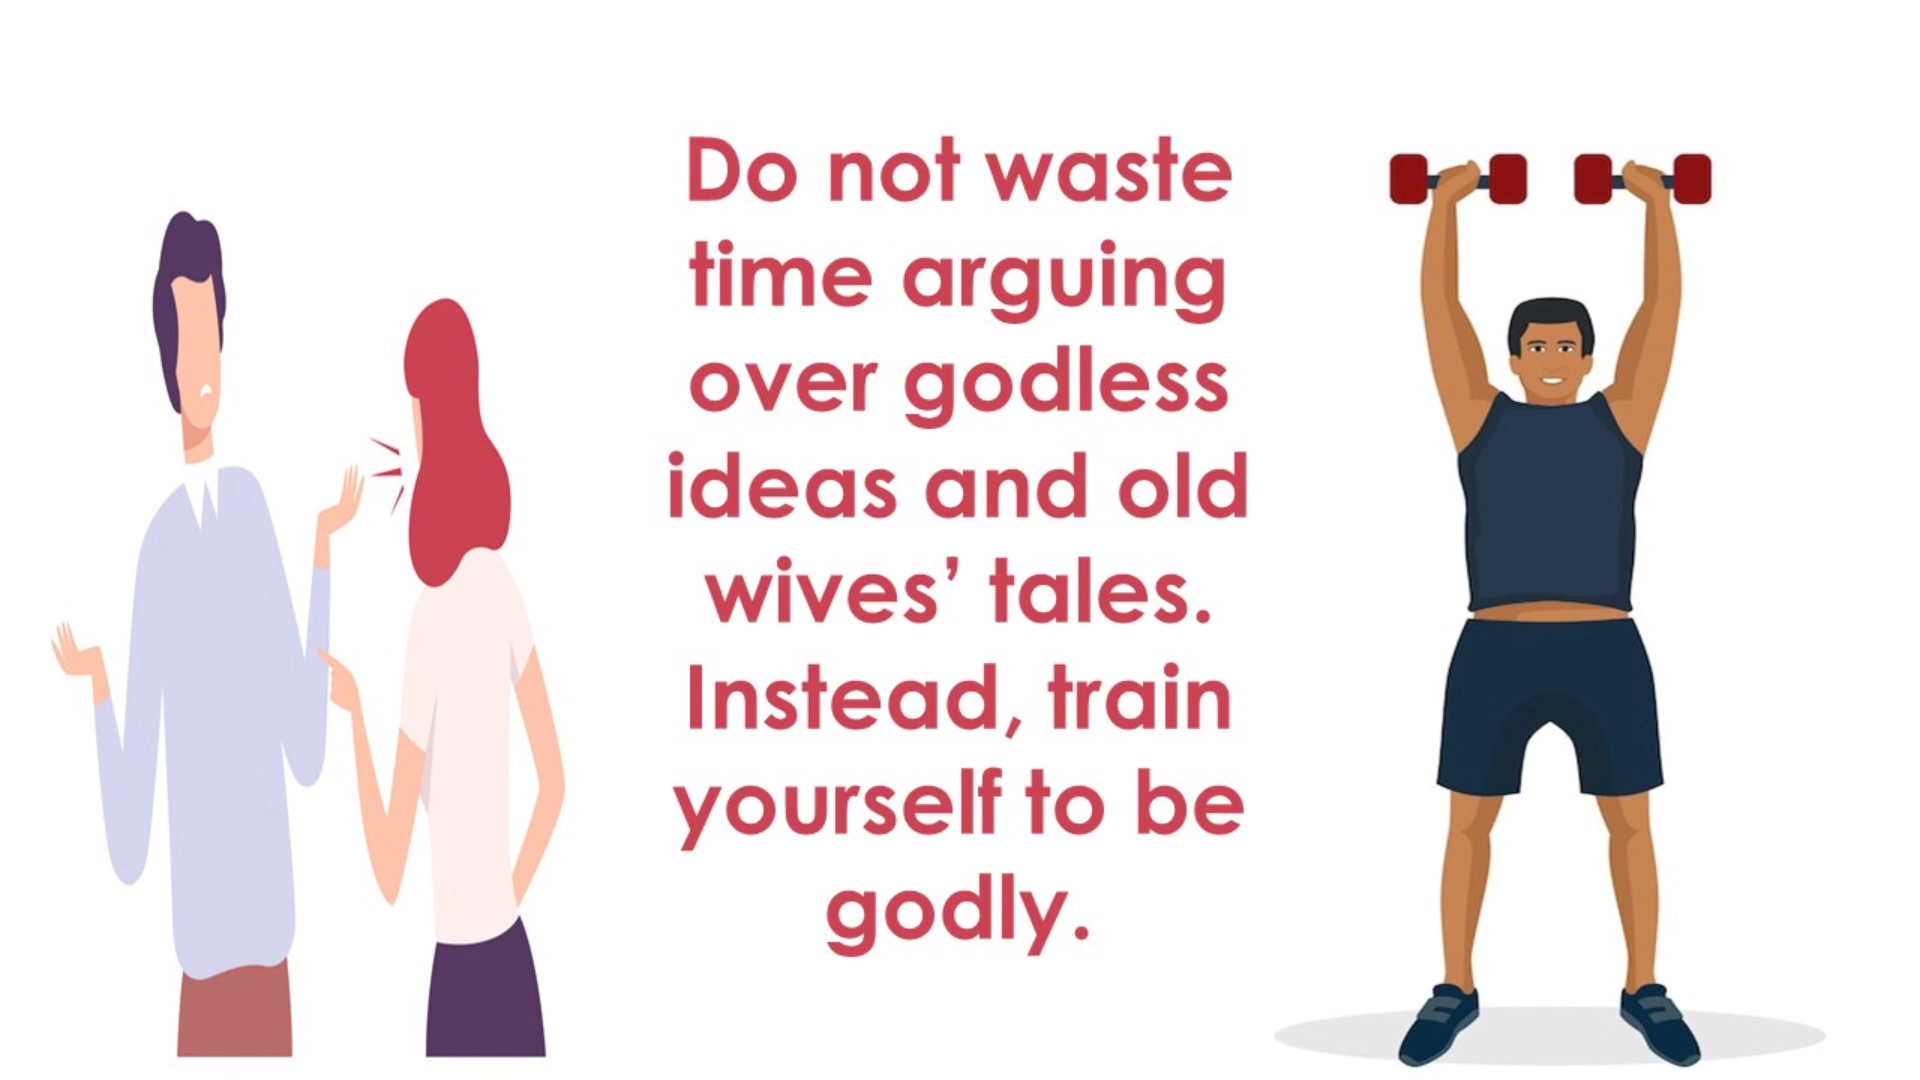 Do not waste
time arguing
over godless
ideas and old
wives’ tales.
Instead, train
yourself to be
godly.